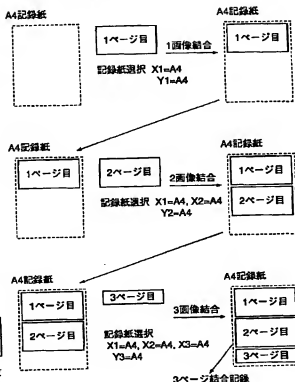 A4記録紙
1ページ目
1画像結合
記録紙選択 X1=A4
Y1=A4
A4記録紙
1ページ目
A4記録紙
1ページ目
2ページ目
2画像結合
記録紙選択 X1=A4, X2=A4
Y2=A4
A4記録紙
1ページ目
2ページ目
A4記録紙
1ページ目
2ページ目
3ページ目
3画像結合
記録紙選択
X1=A4, X2=A4, X3=A4
Y3=A4
A4記録紙
1ページ目
2ページ目
3ページ目
3ページ結合記録